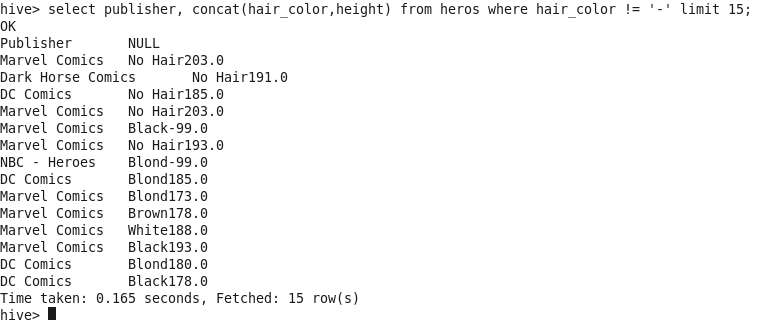 hive> select publisher, concat(hair_color,height) from heros where hair_color != '-' limit 15;
OK
Publisher       NULL
Marvel Comics   No Hair203.0
Dark Horse Comics       No Hair191.0
DC Comics       No Hair185.0
Marvel Comics   No Hair203.0
Marvel Comics   Black-99.0
Marvel Comics   No Hair193.0
NBC - Heroes    Blond-99.0
DC Comics       Blond185.0
Marvel Comics   Blond173.0
Marvel Comics   Brown178.0
Marvel Comics   White188.0
Marvel Comics   Black193.0
DC Comics       Blond180.0
DC Comics       Black178.0
Time taken: 0.165 seconds, Fetched: 15 row(s)
hive>